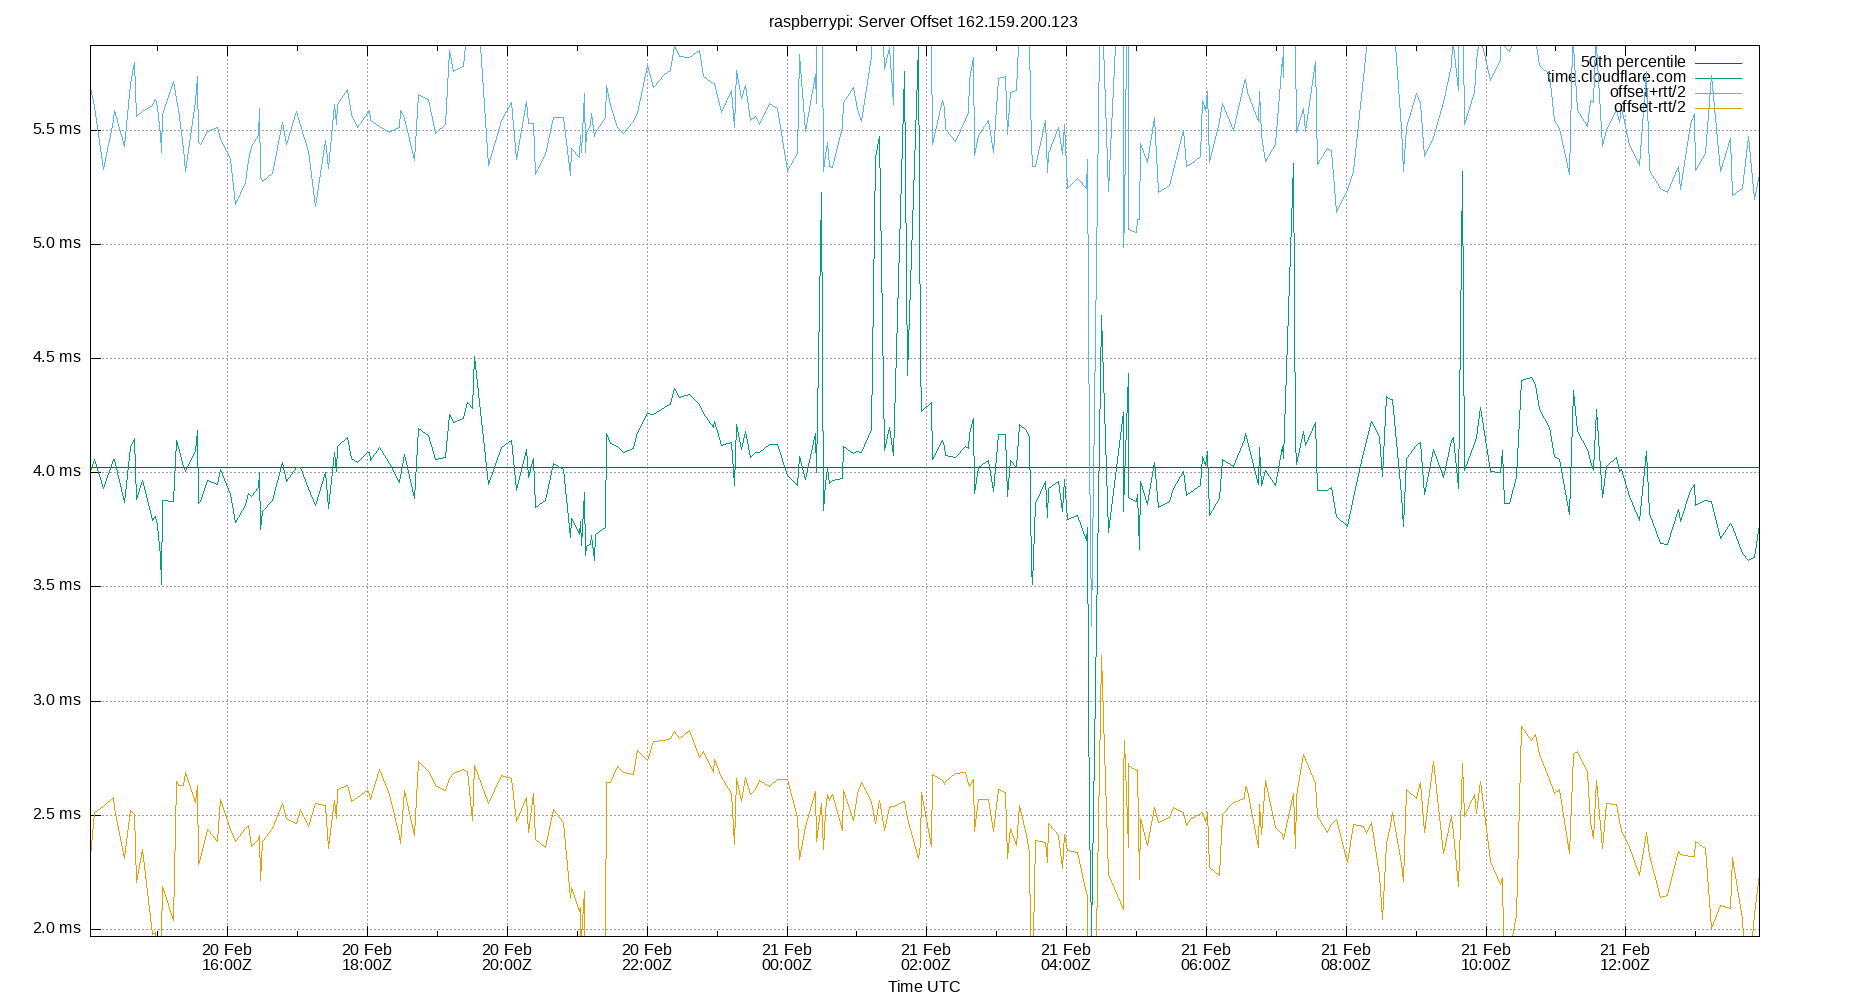 raspberrypi: Server Offset 162.159.200.123
50th percentile
time.cloudflare.com
offset+rtt/2
offset-rtt/2
5.5 ms
5.0 ms
4.5 ms
4.0 ms
3.5 ms
3.0 ms
2.5 ms
2.0 ms
20 Feb 20 Feb 20 Feb 20 Feb 21 Feb 21 Feb 21 Feb 21 Feb 21 Feb 21 Feb 21 Feb
16:00Z 18:00Z 20:00Z 22:00Z 00:00Z 02:00Z 04:00Z 06:00Z 08:00Z 10:00Z 12:00Z
Time UTC